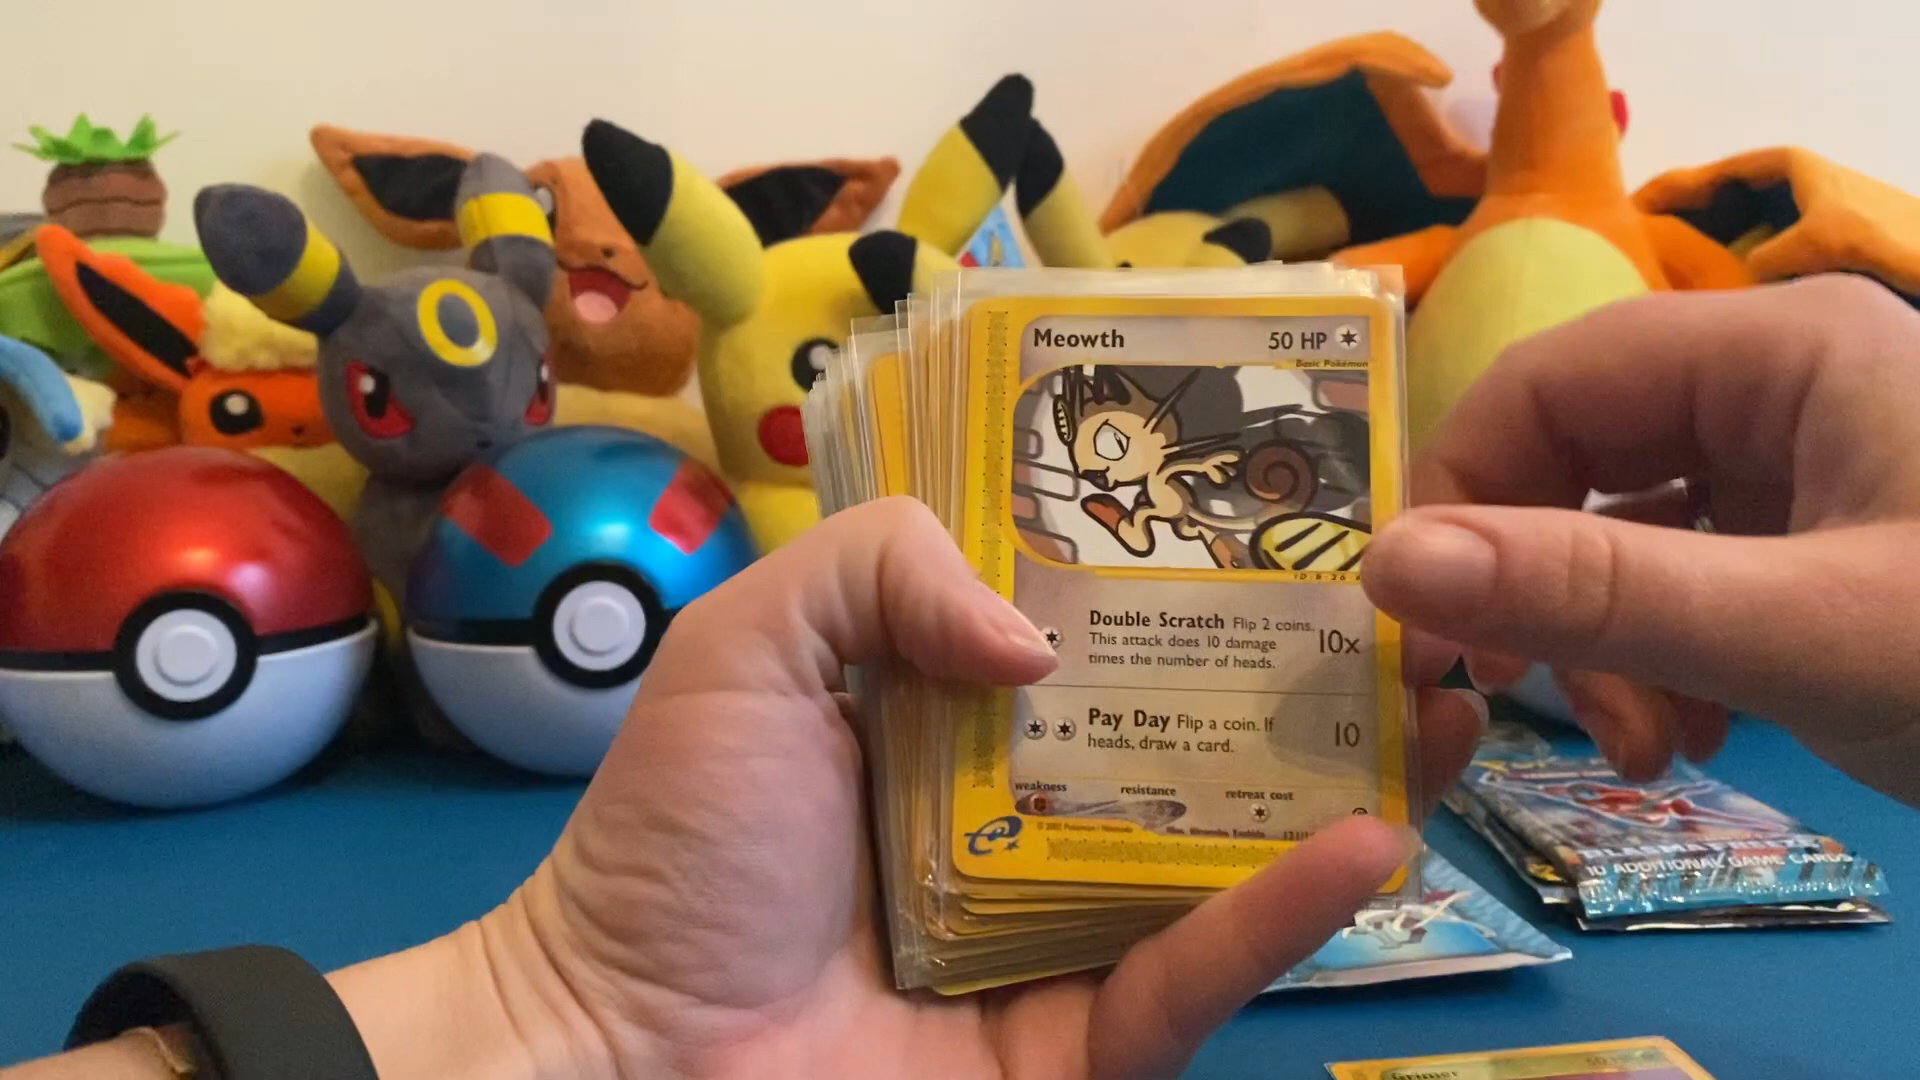 Meowth
50 HP
Basic Pokémon
Double Scratch Flip 2 coins.
This attack does 10 damage
times the number of heads.
10x
Pay Day Flip a coin. If
heads, draw a card.
10
weakness
resistance
retreat cost
10 ADDITIONAL GAME CARDS
Grimer